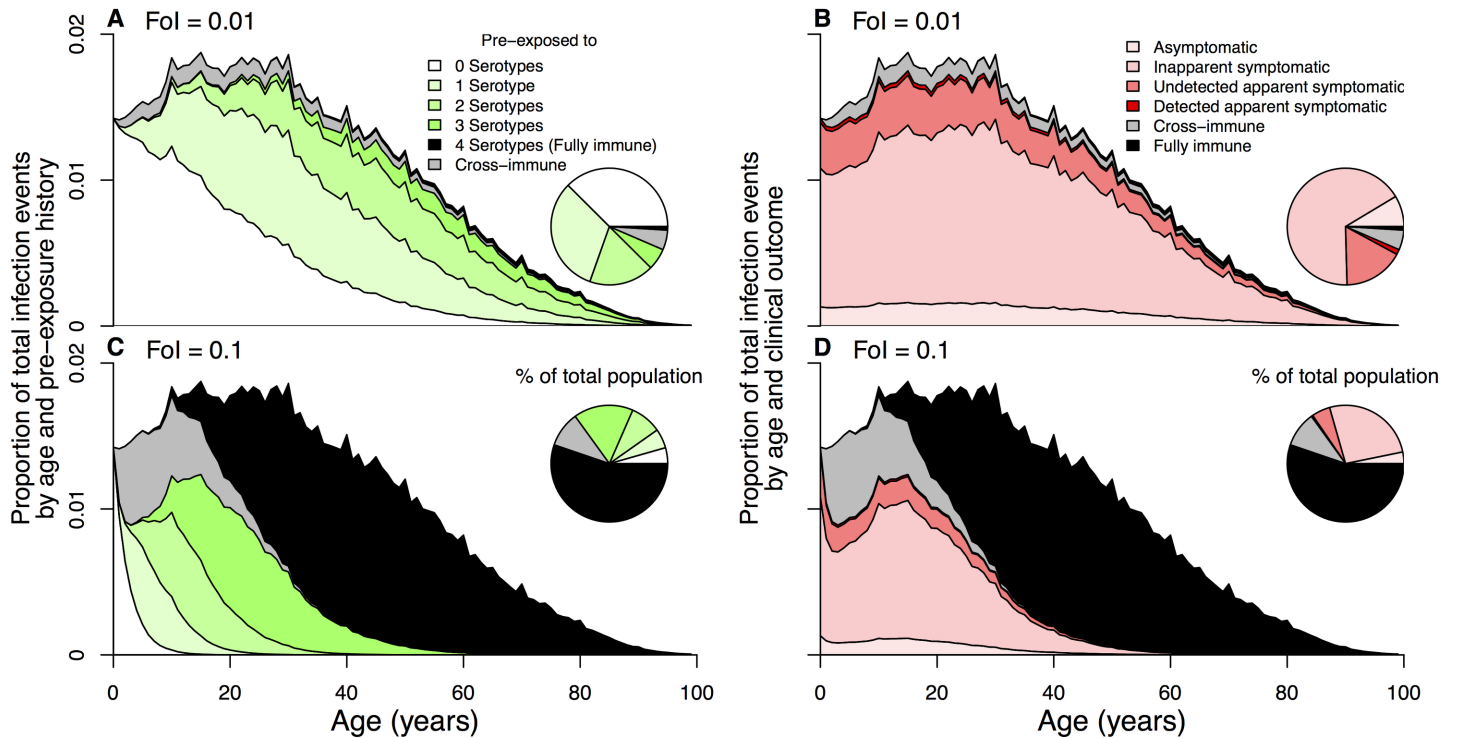 A FoI = 0.01
Pre−exposed to
0 Serotypes
1 Serotype
2 Serotypes
3 Serotypes
4 Serotypes (Fully immune)
Cross−immune
0.02
0.01
0
B FoI = 0.01
Asymptomatic
Inapparent symptomatic
Undetected apparent symptomatic
Detected apparent symptomatic
Cross−immune
Fully immune
Proportion of total infection events
by age and pre−exposure history
Proportion of total infection events
by age and clinical outcome
C FoI = 0.1
% of total population
0.02
0.01
0
0 20 40 60 80 100
Age (years)
D FoI = 0.1
% of total population
0 20 40 60 80 100
Age (years)